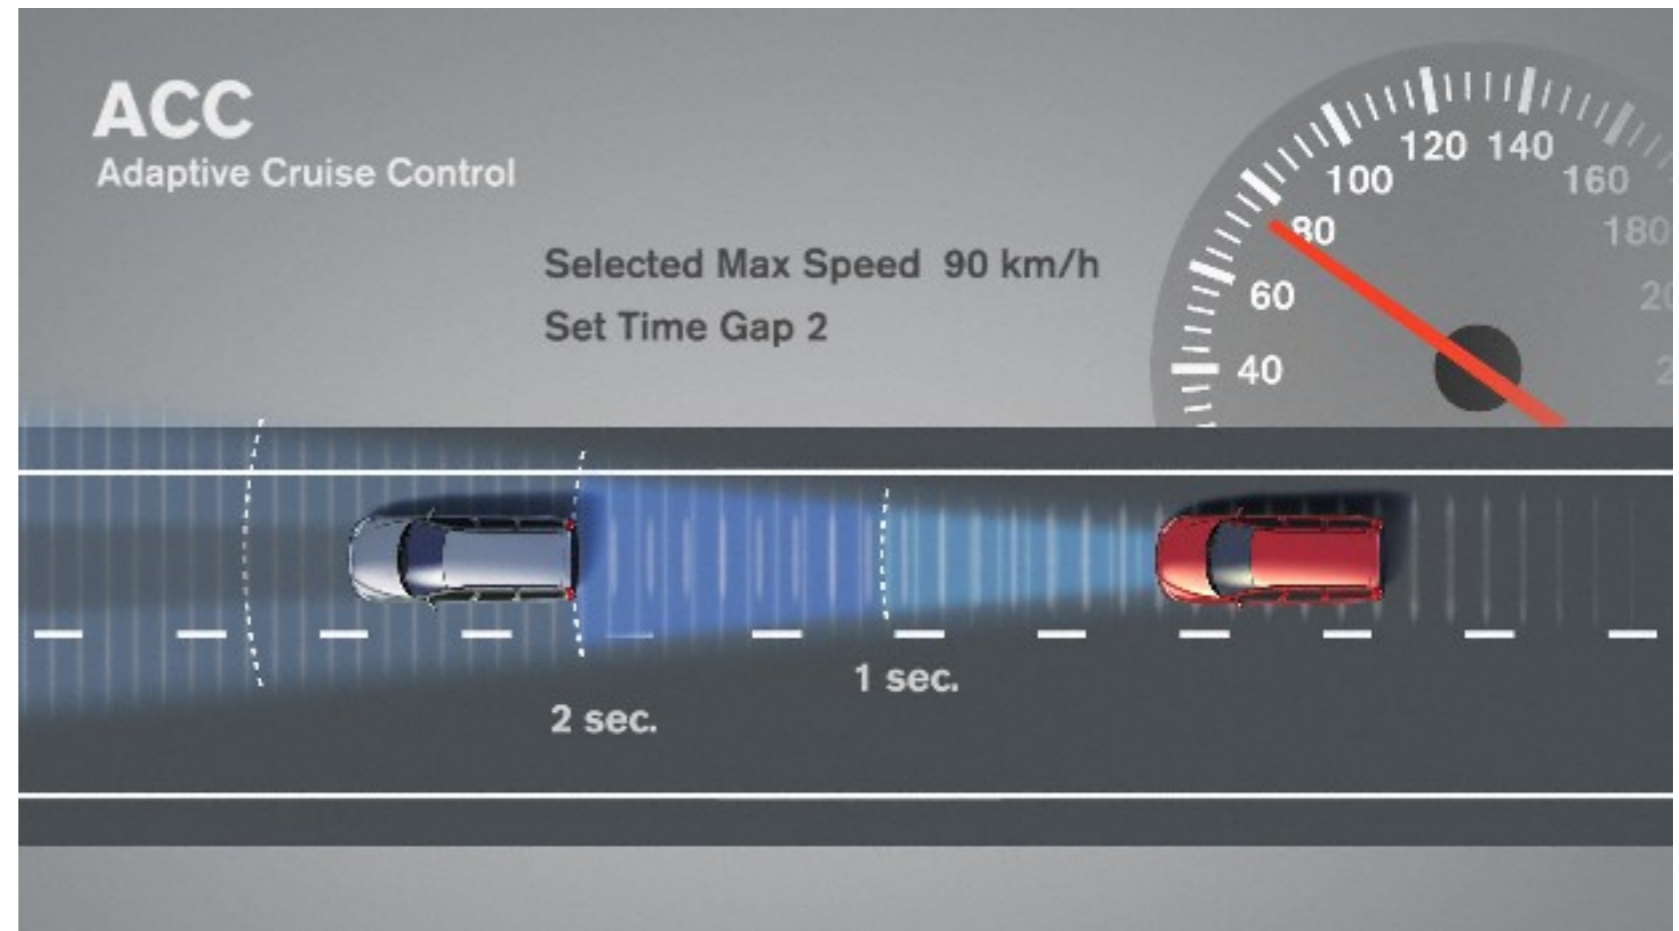 ACC
Adaptive Cruise Control
Selected Max Speed 90 km/h
Set Time Gap 2
120 140
100 160
80 180
60
40
1 sec.
2 sec.